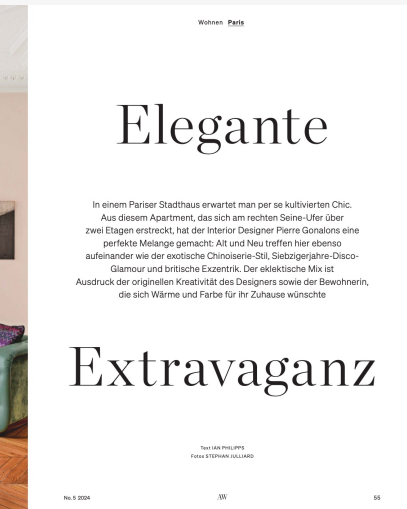 Wohnen Paris
Elegante
In einem Pariser Stadthaus erwartet man per se kultivierten Chic.
Aus diesem Apartment, das sich am rechten Seine-Ufer über
zwei Etagen erstreckt, hat der Interior Designer Pierre Gonalons eine
perfekte Melange gemacht: Alt und Neu treffen hier ebenso
aufeinander wie der exotische Chinoiserie-Stil, Siebzigerjahre-Disco-
Glamour und britische Exzentrik. Der eklektische Mix ist
Ausdruck der originellen Kreativität des Designers sowie der Bewohnerin,
die sich Wärme und Farbe für ihr Zuhause wünschte
Extravaganz
Text IAN PHILIPPS
Fotos STEPHAN JULLIARD
No. 5 2024
AW
55